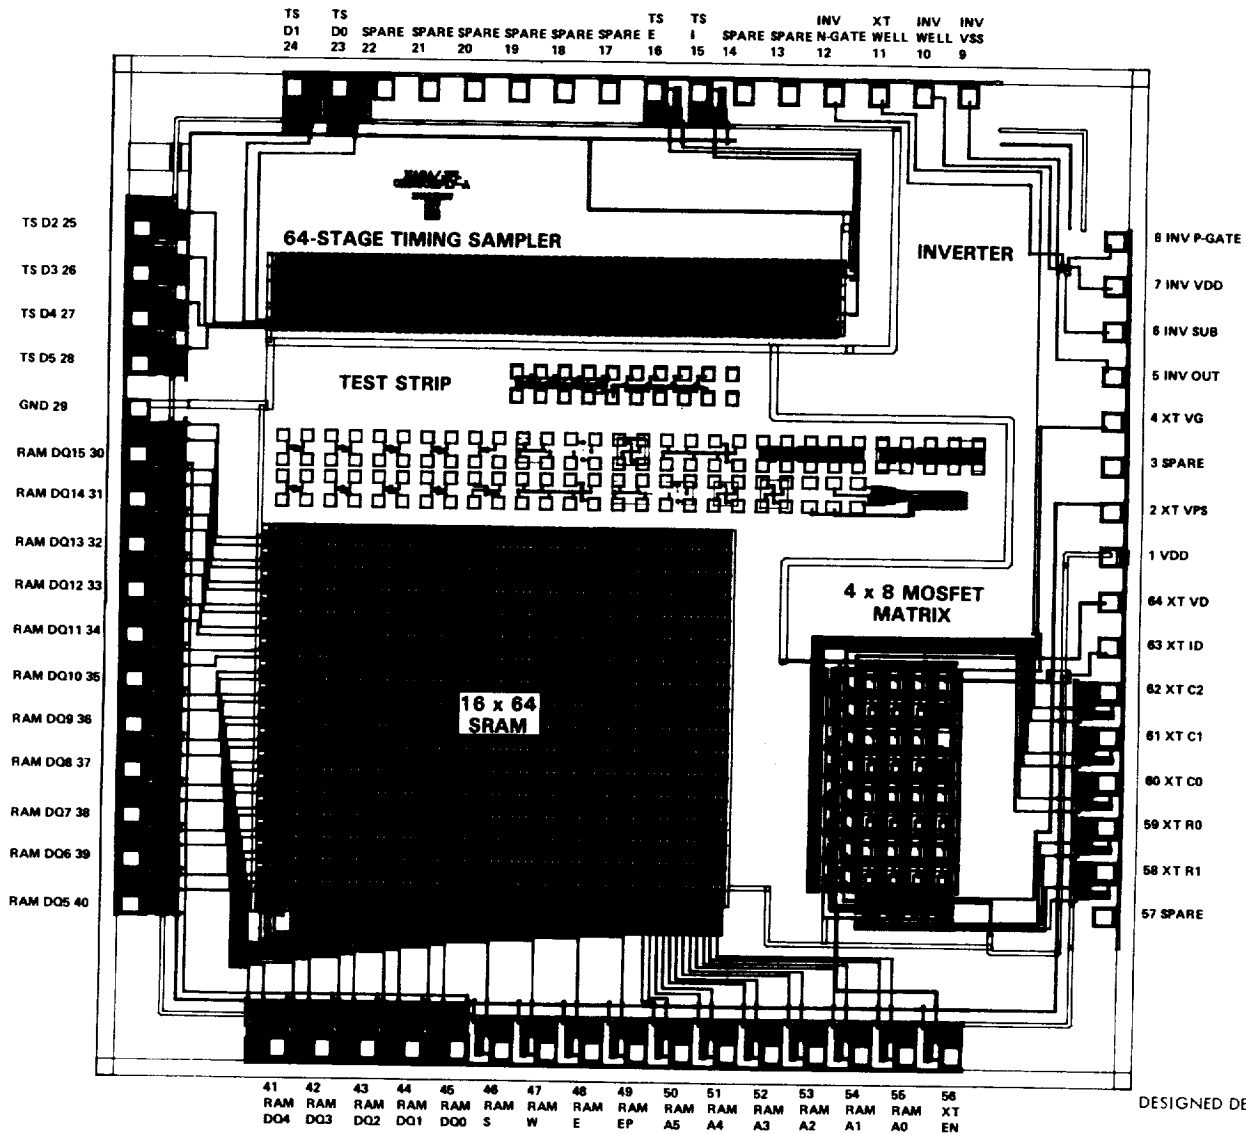 TS D1 24
TS D0 23
SPARE 22
SPARE 21
SPARE 20
SPARE 19
SPARE 18
SPARE 17
TS E 16
TS I 15
SPARE 14
SPARE 13
INV N-GATE 12
XT WELL 11
INV WELL 10
INV VSS 9
TS D2 25
TS D3 26
TS D4 27
TS D5 28
GND 29
RAM DQ15 30
RAM DQ14 31
RAM DQ13 32
RAM DQ12 33
RAM DQ11 34
RAM DQ10 35
RAM DQ9 36
RAM DQ8 37
RAM DQ7 38
RAM DQ6 39
RAM DQ5 40
64-STAGE TIMING SAMPLER
INVERTER
TEST STRIP
4 x 8 MOSFET
MATRIX
16 x 64
SRAM
8 INV P-GATE
7 INV VDD
6 INV SUB
5 INV OUT
4 XT VG
3 SPARE
2 XT VPS
1 VDD
64 XT VD
63 XT ID
62 XT C2
61 XT C1
60 XT C0
59 XT R0
58 XT R1
57 SPARE
41 RAM DQ4
42 RAM DQ3
43 RAM DQ2
44 RAM DQ1
45 RAM DQ0
46 RAM S
47 RAM W
48 RAM E
49 RAM EP
50 RAM A5
51 RAM A4
52 RAM A3
53 RAM A2
54 RAM A1
55 RAM A0
56 XT EN
DESIGNED DE